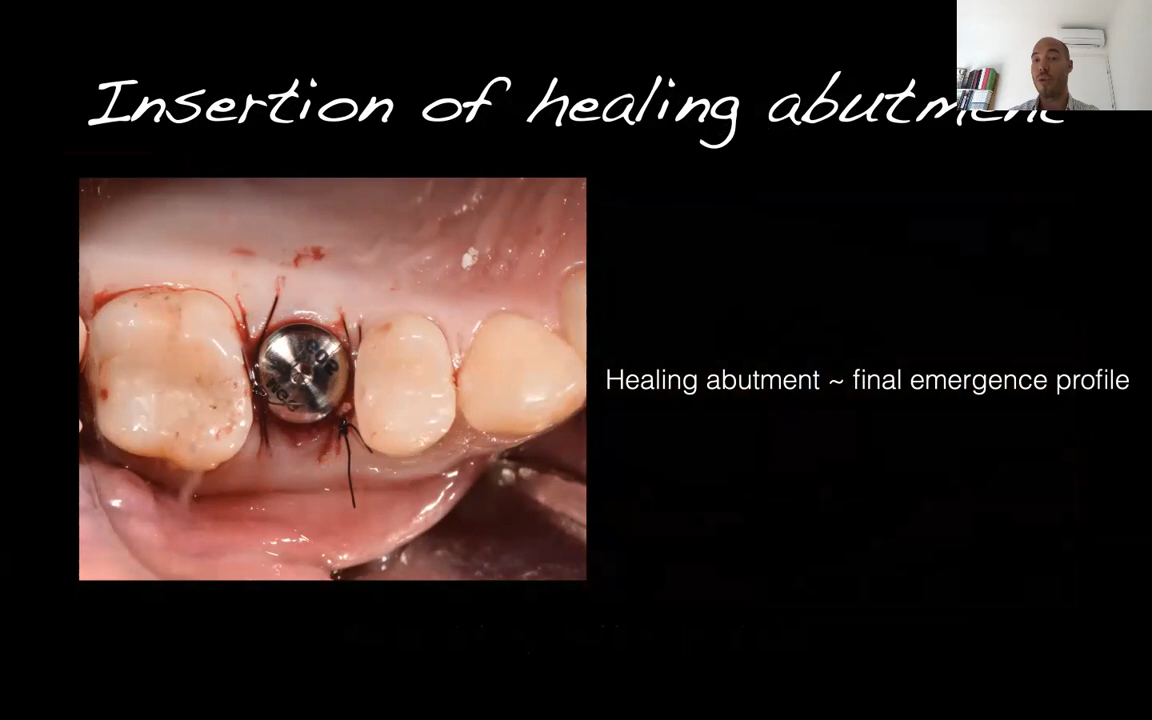 Insertion of healing abutment
Healing abutment ~ final emergence profile